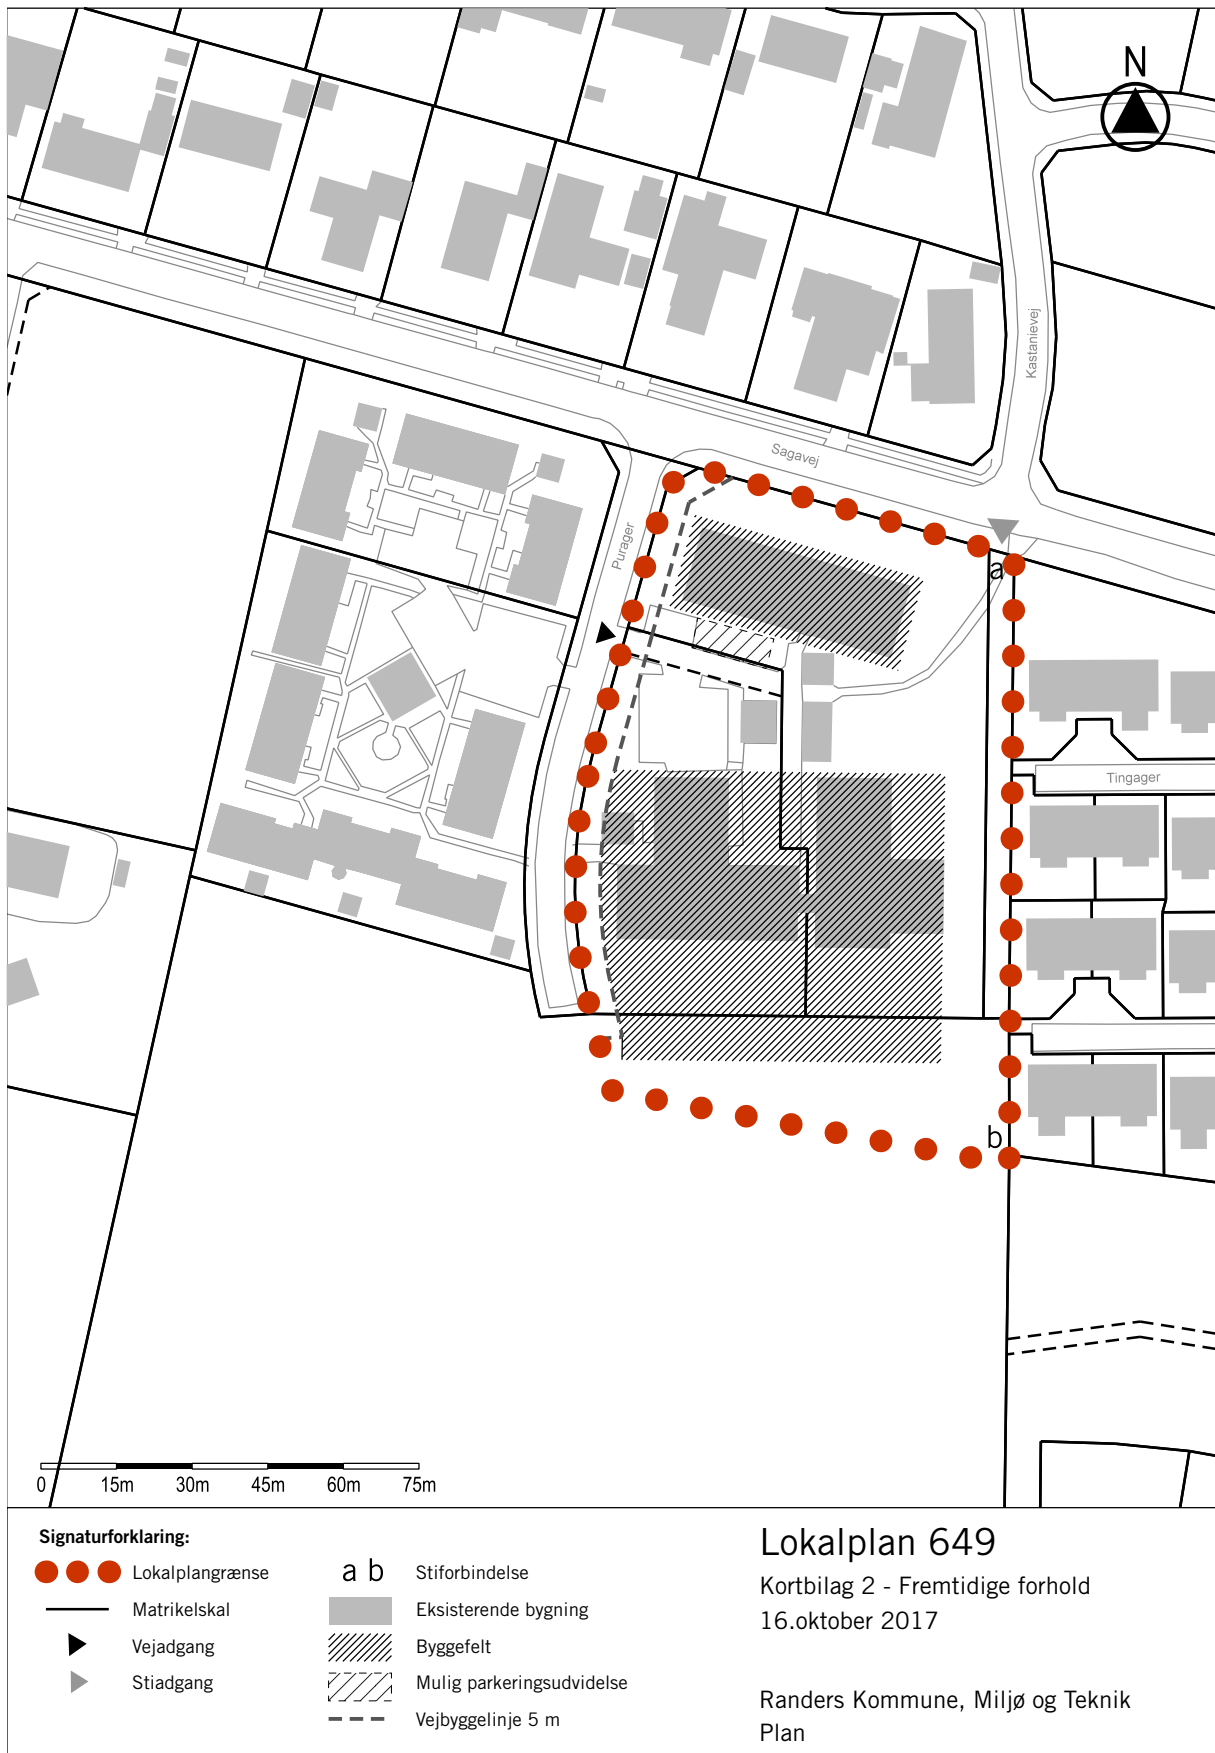 N
Kastanievej
Sagavej
Purager
a
Tingager
b
0 15m 30m 45m 60m 75m
Signaturforklaring:
Lokalplangrænse
Matrikelskal
Vejadgang
Stiadgang
a b Stiforbindelse
Eksisterende bygning
Byggefelt
Mulig parkeringsudvidelse
Vejbyggelinje 5 m
Lokalplan 649
Kortbilag 2 - Fremtidige forhold
16.oktober 2017
Randers Kommune, Miljø og Teknik
Plan